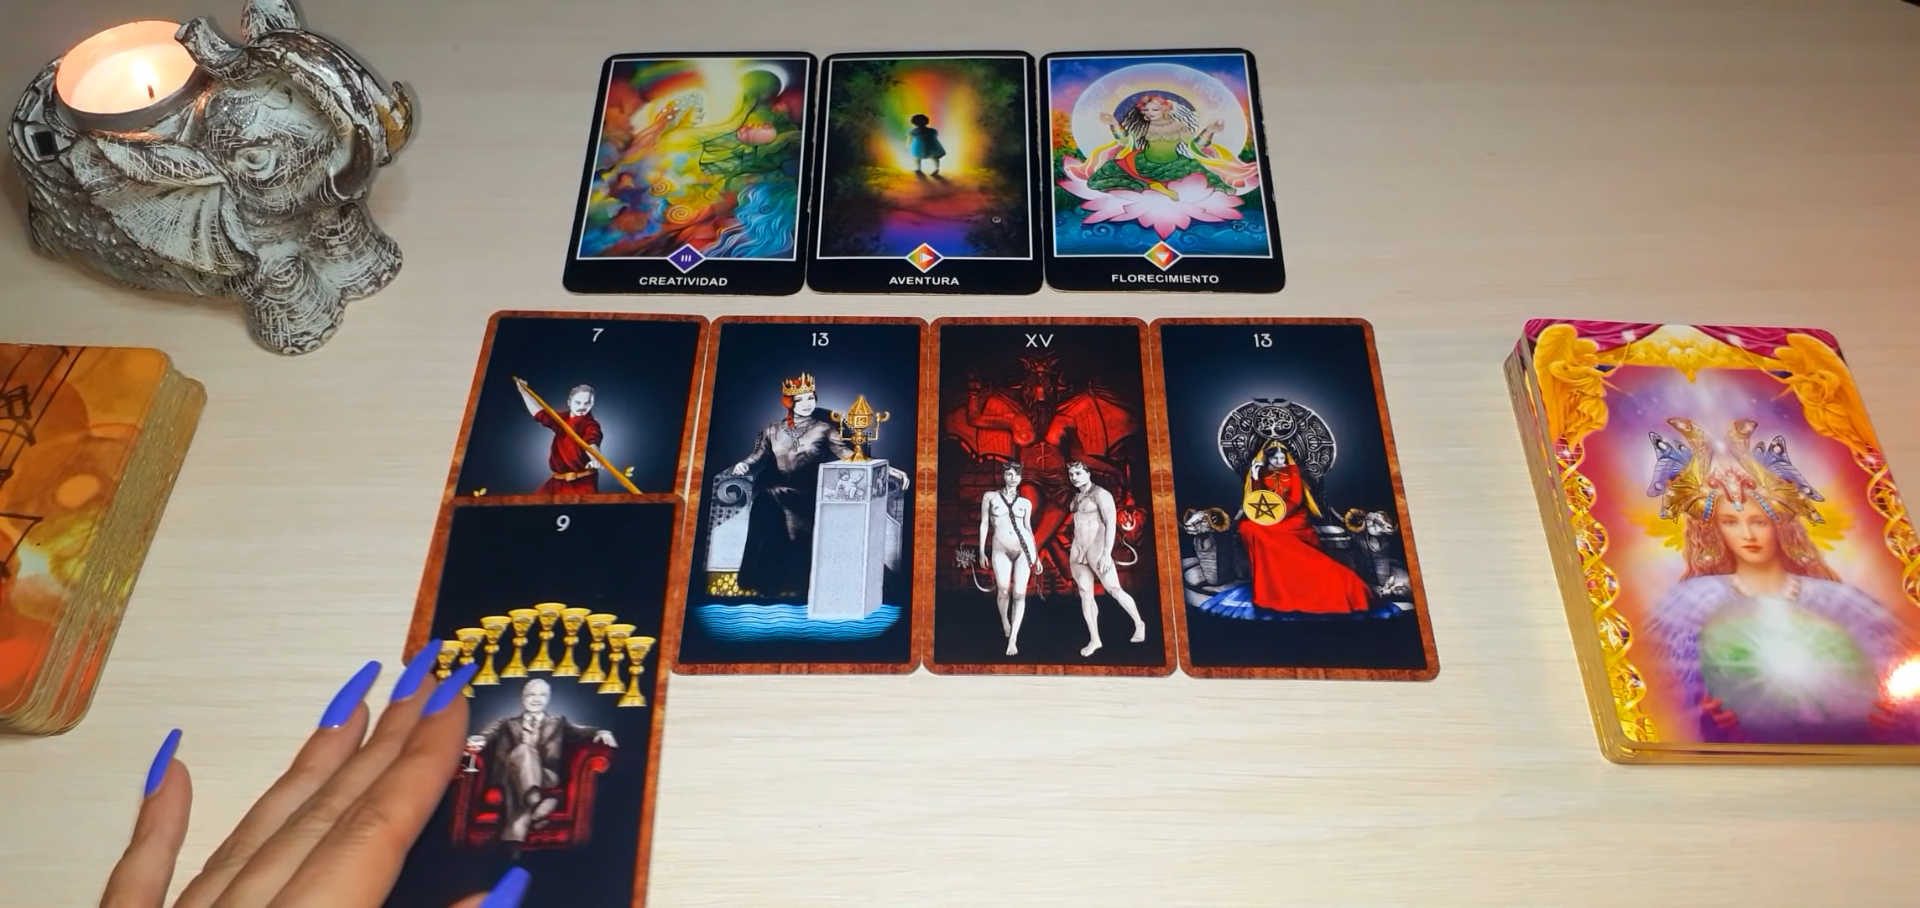 III
CREATIVIDAD
AVENTURA
FLORECIMIENTO
7
13
XV
13
9